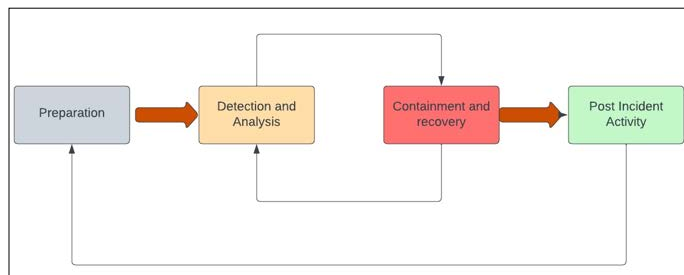 Preparation
Detection and
Analysis
Containment and
recovery
Post Incident
Activity